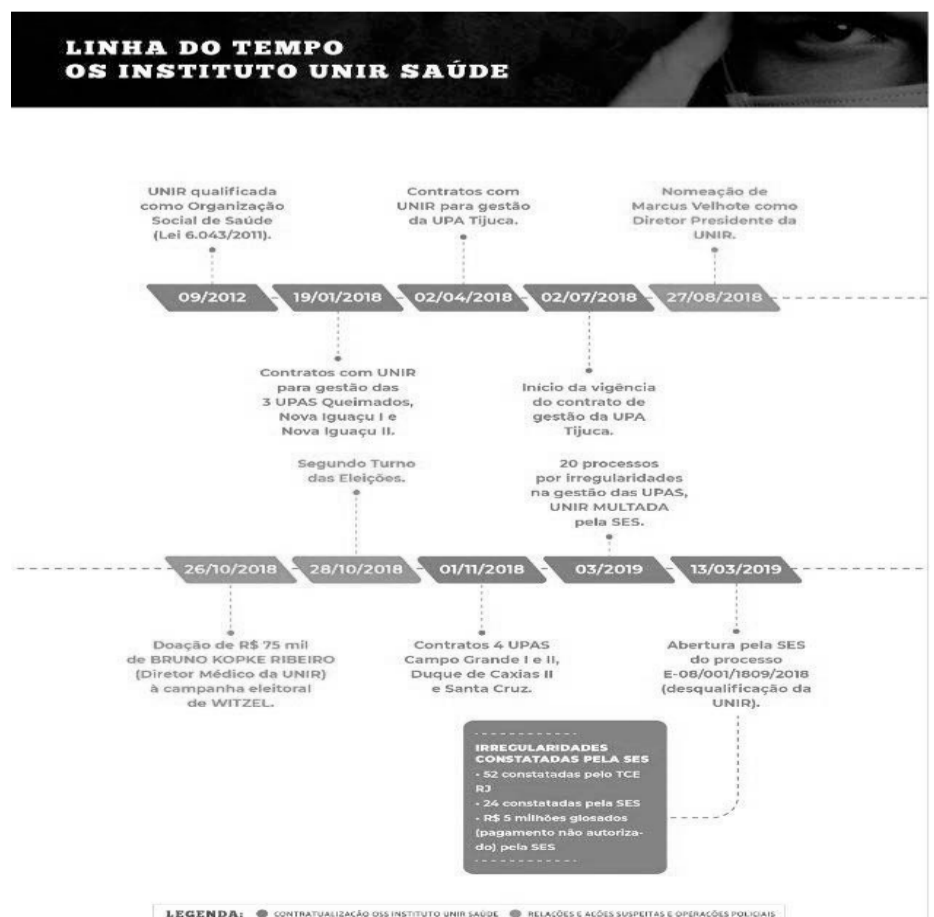 LINHA DO TEMPO
OS INSTITUTO UNIR SAÚDE
UNIR qualificada
como Organização
Social de Saúde
(Lei 6.043/2011).
Contratos com
UNIR para gestão
da UPA Tijuca.
Nomeação de
Marcus Velhote como
Diretor Presidente da
UNIR.
09/2012
19/01/2018
02/04/2018
02/07/2018
27/08/2018
Contratos com UNIR
para gestão das
3 UPAS Queimados,
Nova Iguaçu I e
Nova Iguaçu II.
Início da vigência
do contrato de
gestão da UPA
Tijuca.
Segundo Turno
das Eleições.
20 processos
por irregularidades
na gestão das UPAS,
UNIR MULTADA
pela SES.
26/10/2018
28/10/2018
01/11/2018
03/2019
13/03/2019
Doação de R$ 75 mil
de BRUNO KOPKE RIBEIRO
(Diretor Médico da UNIR)
à campanha eleitoral
de WITZEL.
Contratos 4 UPAS
Campo Grande I e II,
Duque de Caxias II
e Santa Cruz.
Abertura pela SES
do processo
E-08/001/1809/2018
(desqualificação da
UNIR).
IRREGULARIDADES
CONSTATADAS PELA SES
• 52 constatadas pelo TCE
RJ
• 24 constatadas pela SES
• R$ 5 milhões glosados
(pagamento não autoriza-
do) pela SES
LEGENDA: CONTRATUALIZAÇÃO OSS INSTITUTO UNIR SAÚDE RELAÇÕES E AÇÕES SUSPEITAS E OPERAÇÕES POLICIAIS